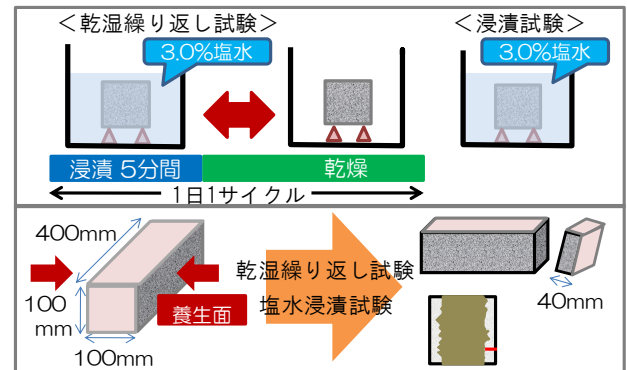 ＜乾湿繰り返し試験＞
＜浸漬試験＞
3.0%塩水
3.0%塩水
浸漬 5分間
乾燥
1日1サイクル
400mm
100
mm
100mm
養生面
乾湿繰り返し試験
塩水浸漬試験
40mm